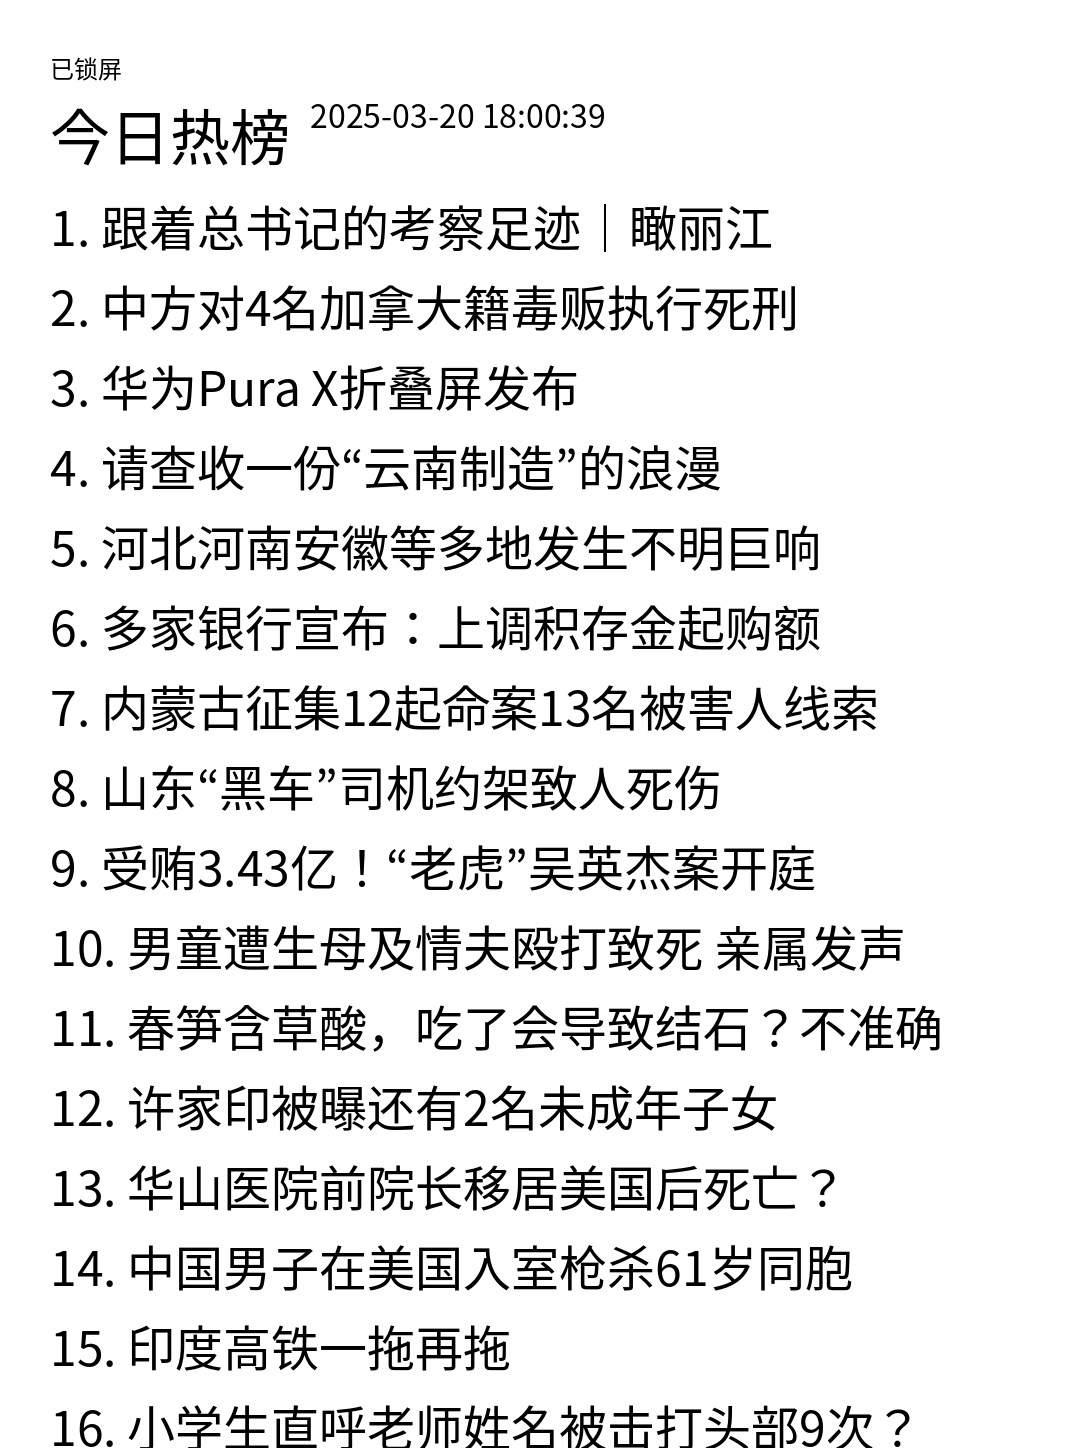 已锁屏
今日热榜 2025-03-20 18:00:39
1. 跟着总书记的考察足迹｜瞰丽江
2. 中方对4名加拿大籍毒贩执行死刑
3. 华为Pura X折叠屏发布
4. 请查收一份“云南制造”的浪漫
5. 河北河南安徽等多地发生不明巨响
6. 多家银行宣布：上调积存金起购额
7. 内蒙古征集12起命案13名被害人线索
8. 山东“黑车”司机约架致人死伤
9. 受贿3.43亿！“老虎”吴英杰案开庭
10. 男童遭生母及情夫殴打致死 亲属发声
11. 春笋含草酸，吃了会导致结石？不准确
12. 许家印被曝还有2名未成年子女
13. 华山医院前院长移居美国后死亡？
14. 中国男子在美国入室枪杀61岁同胞
15. 印度高铁一拖再拖
16. 小学生直呼老师姓名被击打头部9次？